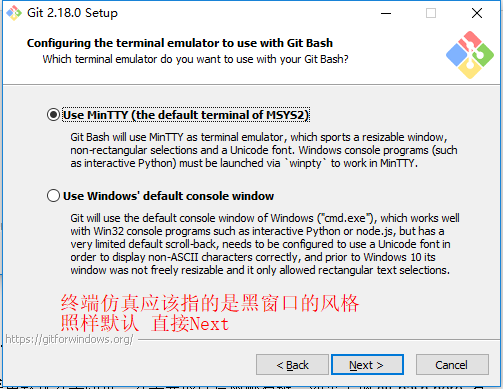 Git 2.18.0 Setup
Configuring the terminal emulator to use with Git Bash
Which terminal emulator do you want to use with your Git Bash?
Use MinTTY (the default terminal of MSYS2)
Git Bash will use MinTTY as terminal emulator, which sports a resizable window,
non-rectangular selections and a Unicode font. Windows console programs (such
as interactive Python) must be launched via `winpty` to work in MinTTY.
Use Windows' default console window
Git will use the default console window of Windows ("cmd.exe"), which works well
with Win32 console programs such as interactive Python or node.js, but has a
very limited default scroll-back, needs to be configured to use a Unicode font in
order to display non-ASCII characters correctly, and prior to Windows 10 its
window was not freely resizable and it only allowed rectangular text selections.
终端仿真应该指的是黑窗口的风格
照样默认 直接Next
https://gitforwindows.org/
< Back
Next >
Cancel